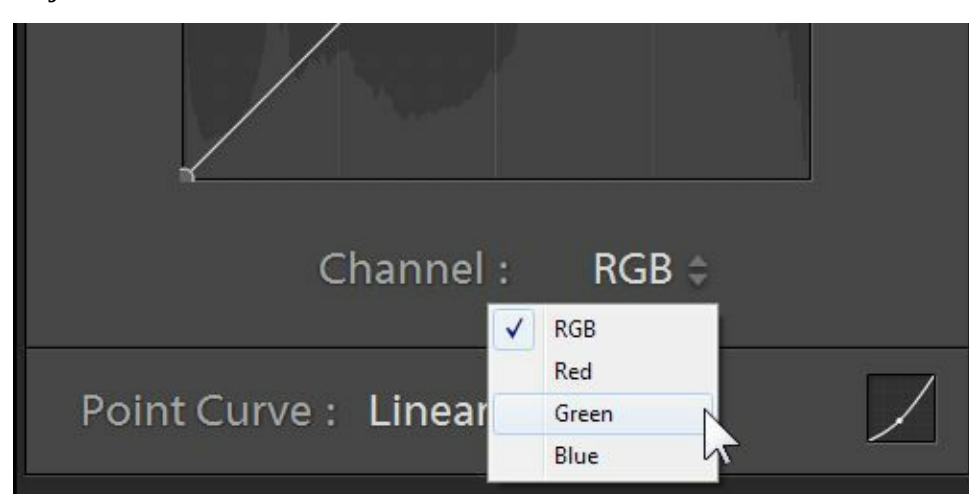 Channel : RGB
RGB
Red
Green
Blue
Point Curve : Linear